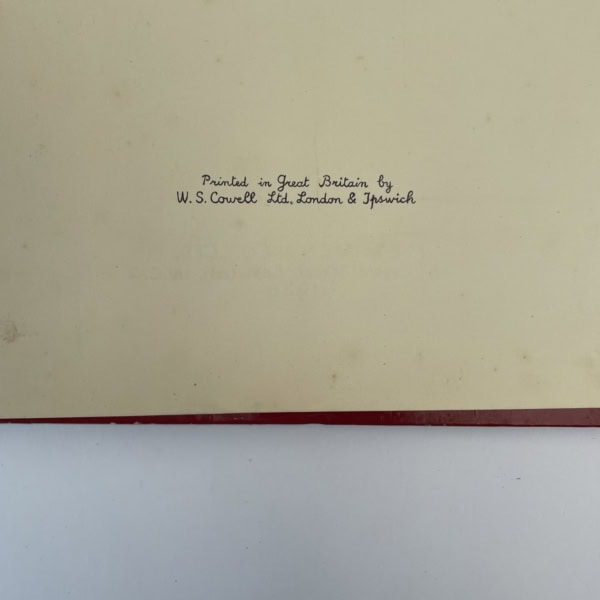 Printed in Great Britain by
W. S. Cowell Ltd, London & Ipswich